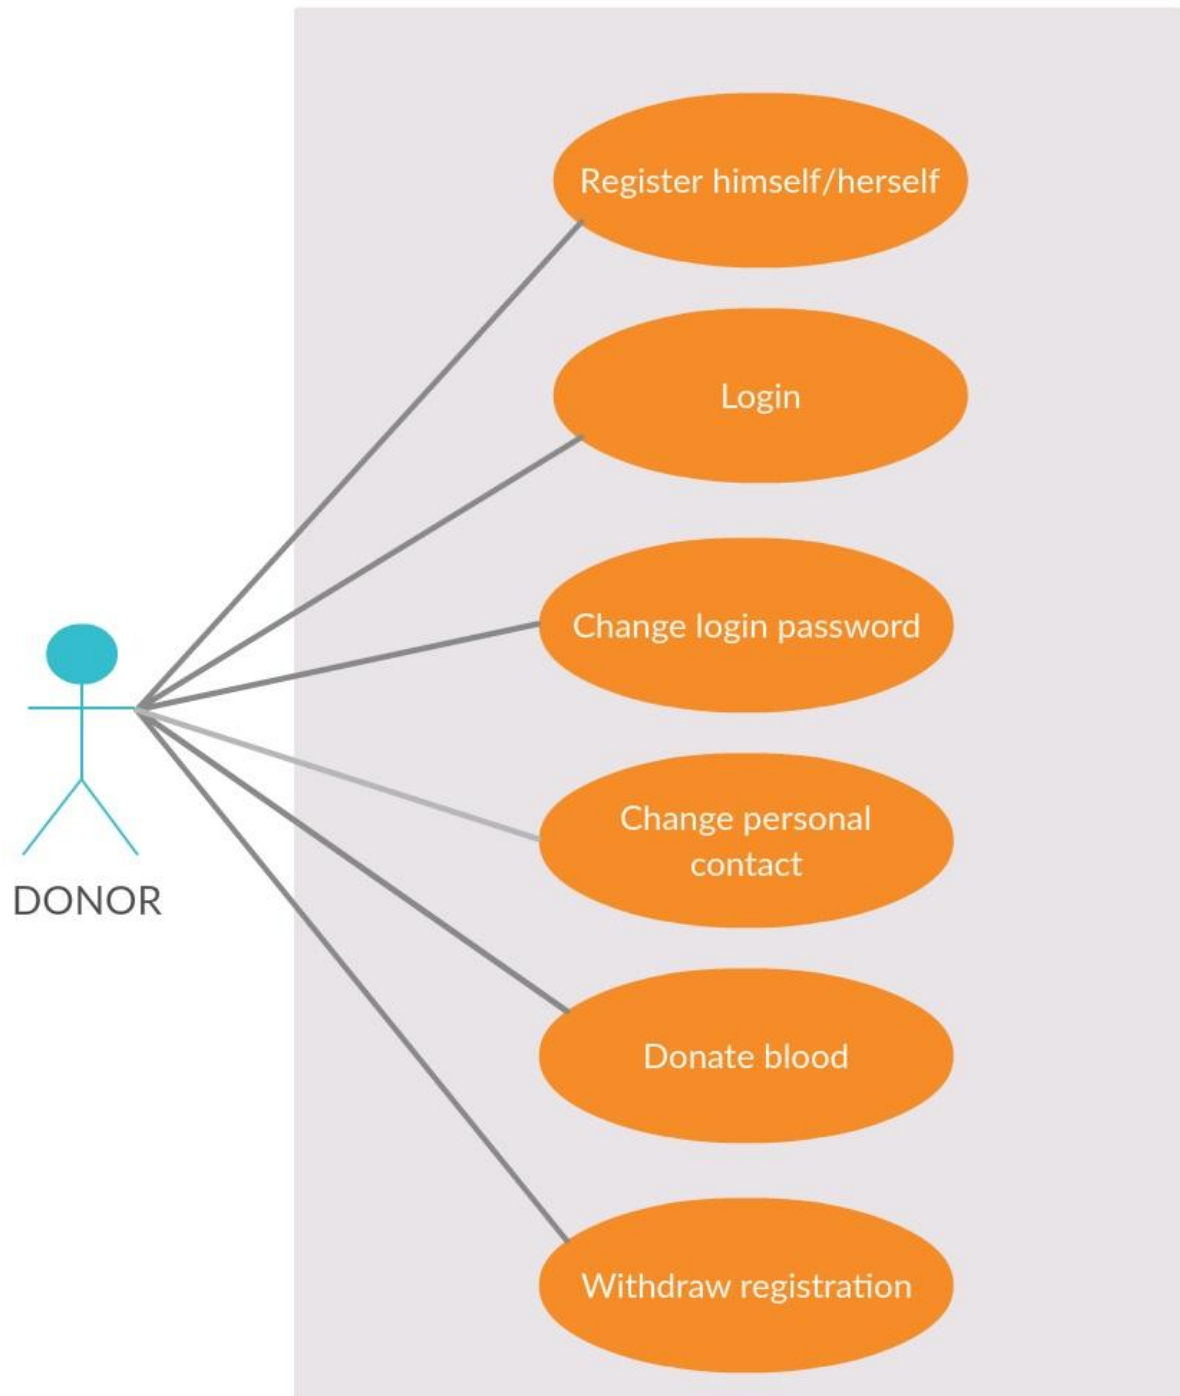 Register himself/herself
Login
Change login password
Change personal
contact
DONOR
Donate blood
Withdraw registration